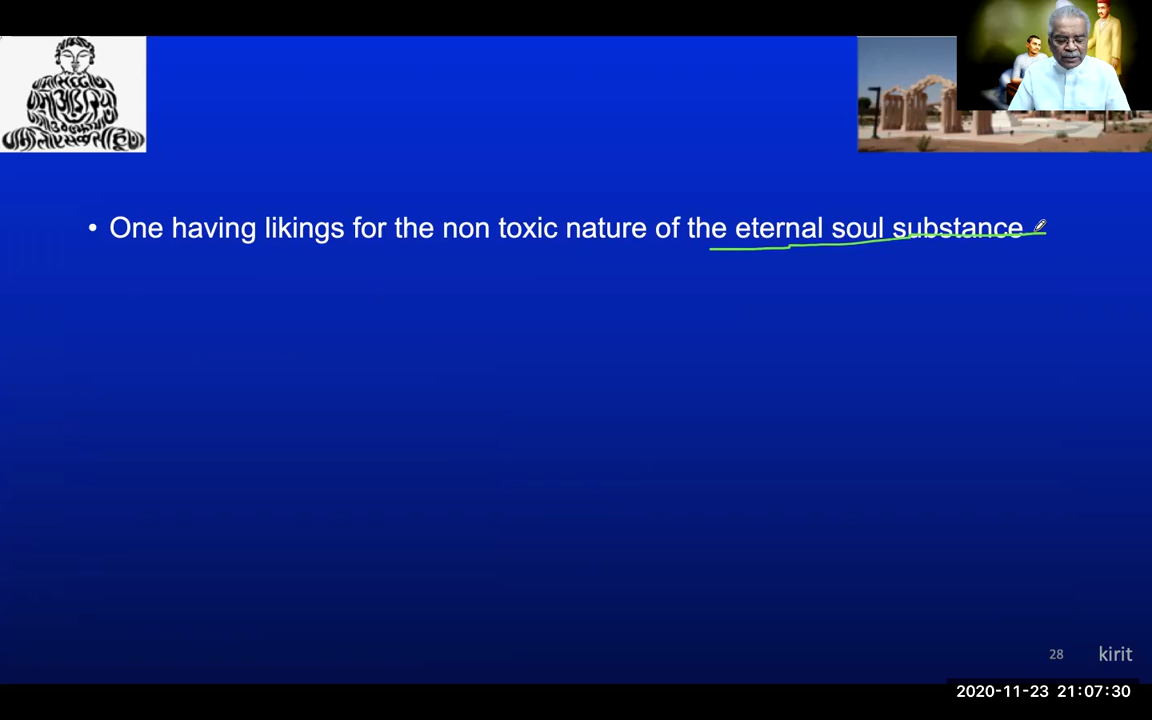 • One having likings for the non toxic nature of the eternal soul substance
28 kirit
2020-11-23 21:07:30